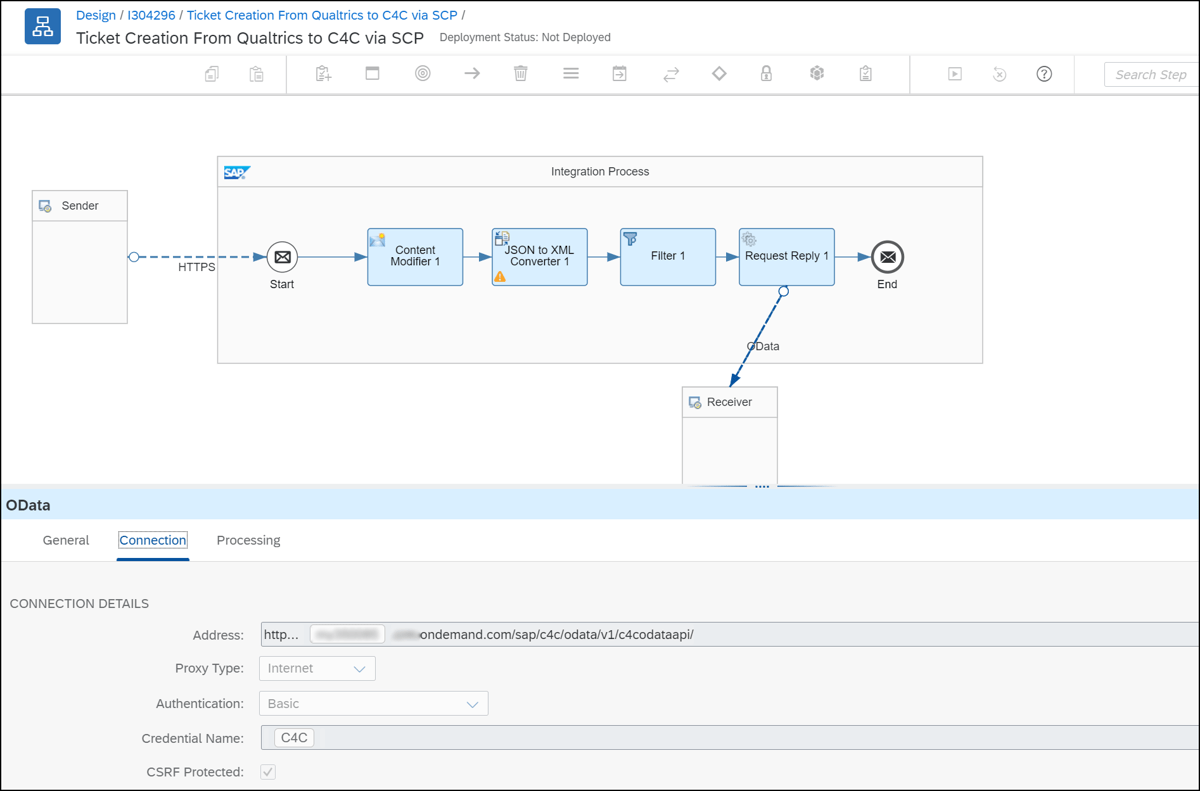 Design / I304296 / Ticket Creation From Qualtrics to C4C via SCP /
Ticket Creation From Qualtrics to C4C via SCP Deployment Status: Not Deployed
Search Step
SAP Integration Process
Sender
HTTPS
Start
Content
Modifier 1
JSON to XML
Converter 1
Filter 1
Request Reply 1
End
OData
Receiver
OData
General Connection Processing
CONNECTION DETAILS
Address: http... ondemand.com/sap/c4c/odata/v1/c4codataapi/
Proxy Type: Internet
Authentication: Basic
Credential Name: C4C
CSRF Protected: